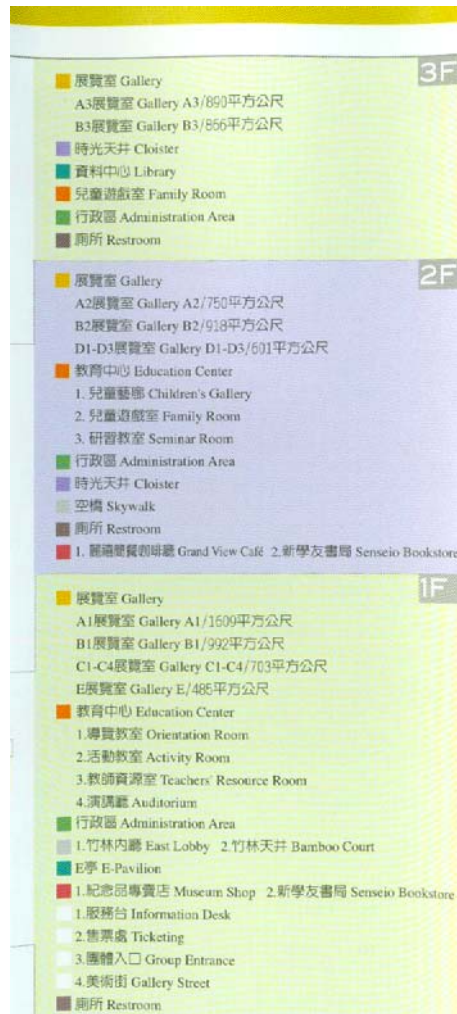 3F
展覽室 Gallery
A3展覽室 Gallery A3/890平方公尺
B3展覽室 Gallery B3/866平方公尺
時光天井 Cloister
資料中心 Library
兒童遊戲室 Family Room
行政區 Administration Area
廁所 Restroom
2F
展覽室 Gallery
A2展覽室 Gallery A2/750平方公尺
B2展覽室 Gallery B2/918平方公尺
D1-D3展覽室 Gallery D1-D3/601平方公尺
教育中心 Education Center
1. 兒童藝廊 Children's Gallery
2. 兒童遊戲室 Family Room
3. 研習教室 Seminar Room
行政區 Administration Area
時光天井 Cloister
空橋 Skywalk
廁所 Restroom
1. 麗禧簡餐咖啡廳 Grand View Café 2.新學友書局 Senseio Bookstore
1F
展覽室 Gallery
A1展覽室 Gallery A1/1609平方公尺
B1展覽室 Gallery B1/992平方公尺
C1-C4展覽室 Gallery C1-C4/703平方公尺
E展覽室 Gallery E/485平方公尺
教育中心 Education Center
1.導覽教室 Orientation Room
2.活動教室 Activity Room
3.教師資源室 Teachers' Resource Room
4.演講廳 Auditorium
行政區 Administration Area
1.竹林內廳 East Lobby 2.竹林天井 Bamboo Court
E亭 E-Pavilion
1.紀念品專賣店 Museum Shop 2.新學友書局 Senseio Bookstore
1.服務台 Information Desk
2.售票處 Ticketing
3.團體入口 Group Entrance
4.美術街 Gallery Street
廁所 Restroom